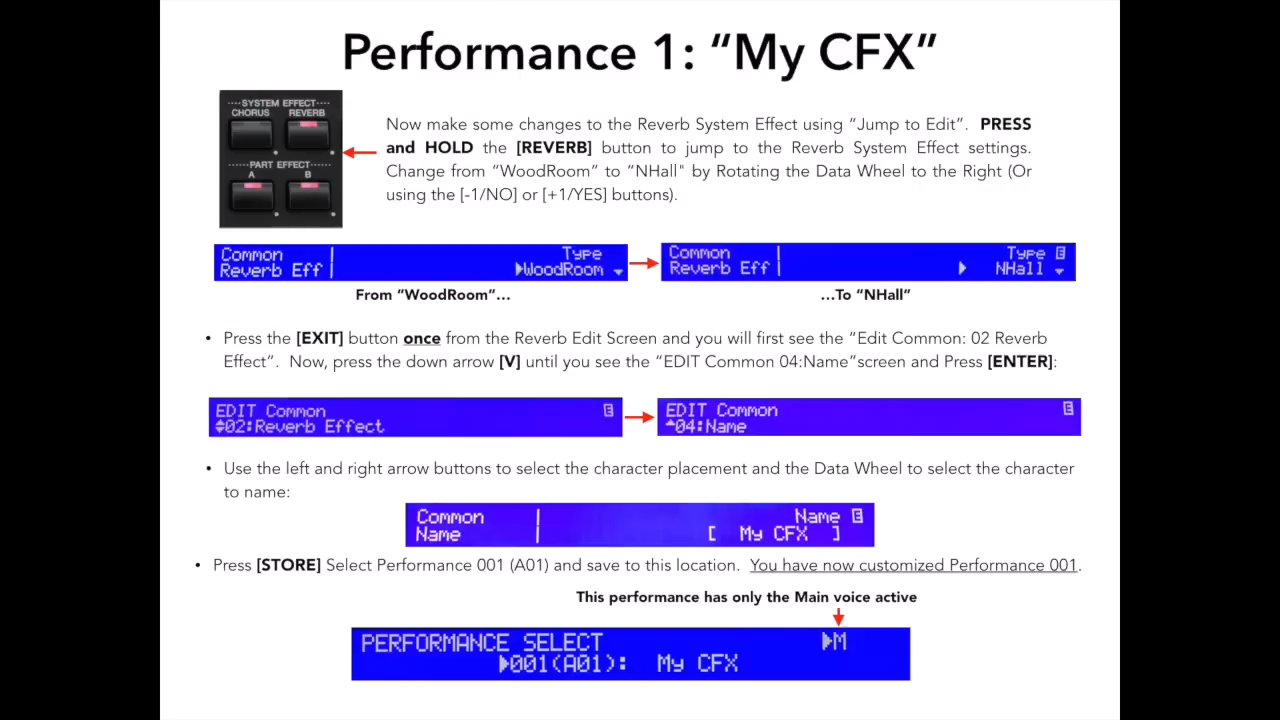 Performance 1: “My CFX”
SYSTEM EFFECT
CHORUS REVERB
PART EFFECT
A B
Now make some changes to the Reverb System Effect using “Jump to Edit”. PRESS
and HOLD the [REVERB] button to jump to the Reverb System Effect settings.
Change from “WoodRoom” to “NHall" by Rotating the Data Wheel to the Right (Or
using the [-1/NO] or [+1/YES] buttons).
Common Type
Reverb Eff WoodRoom
Common Type E
Reverb Eff NHall
From “WoodRoom”…
…To “NHall”
• Press the [EXIT] button once from the Reverb Edit Screen and you will first see the “Edit Common: 02 Reverb
Effect”. Now, press the down arrow [V] until you see the “EDIT Common 04:Name”screen and Press [ENTER]:
EDIT Common E
02:Reverb Effect
EDIT Common E
04:Name
• Use the left and right arrow buttons to select the character placement and the Data Wheel to select the character
to name:
Common Name E
Name [ My CFX ]
• Press [STORE] Select Performance 001 (A01) and save to this location. You have now customized Performance 001.
This performance has only the Main voice active
PERFORMANCE SELECT M
001(A01): My CFX